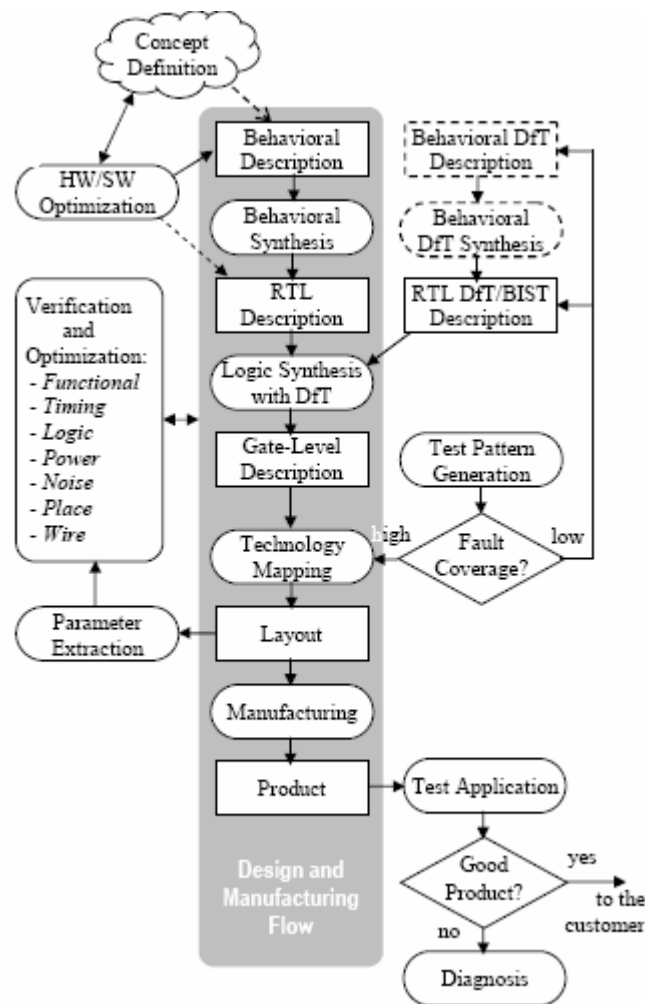 Concept
Definition
Behavioral
Description
Behavioral DfT
Description
HW/SW
Optimization
Behavioral
Synthesis
Behavioral
DfT Synthesis
Verification
and
Optimization:
- Functional
- Timing
- Logic
- Power
- Noise
- Place
- Wire
RTL
Description
RTL DfT/BIST
Description
Logic Synthesis
with DfT
Gate-Level
Description
Test Pattern
Generation
high
low
Technology
Mapping
Fault
Coverage?
Parameter
Extraction
Layout
Manufacturing
Product
Test Application
Design and
Manufacturing
Flow
Good
Product?
yes
to the
customer
no
Diagnosis